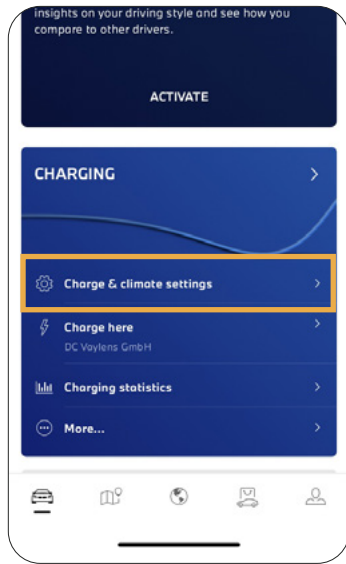 insights on your driving style and see how you
compare to other drivers.
ACTIVATE
CHARGING
Charge & climate settings
Charge here
DC Vaylens GmbH
Charging statistics
More...